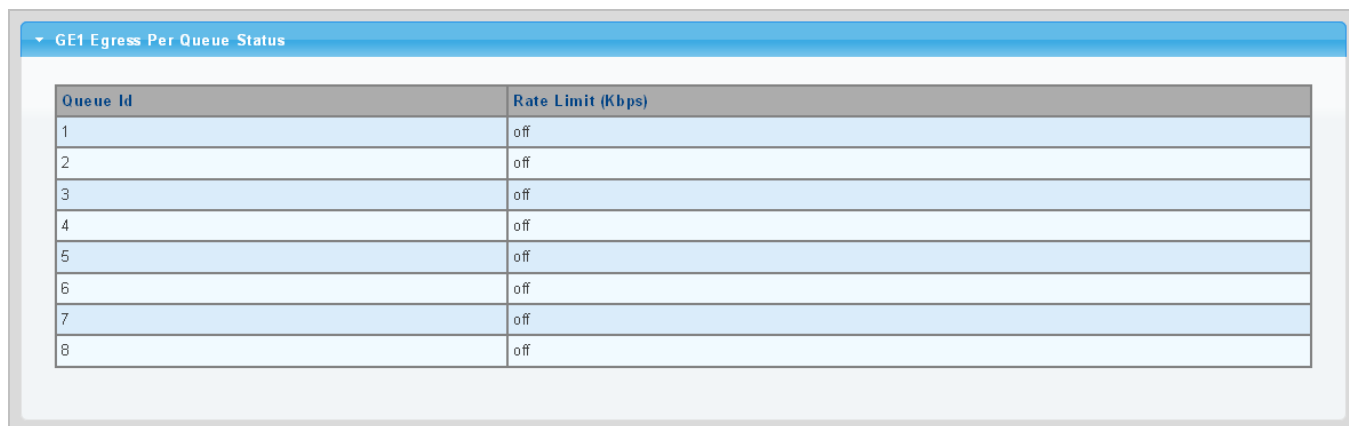 GE1 Egress Per Queue Status
Queue Id Rate Limit (Kbps)
1 off
2 off
3 off
4 off
5 off
6 off
7 off
8 off